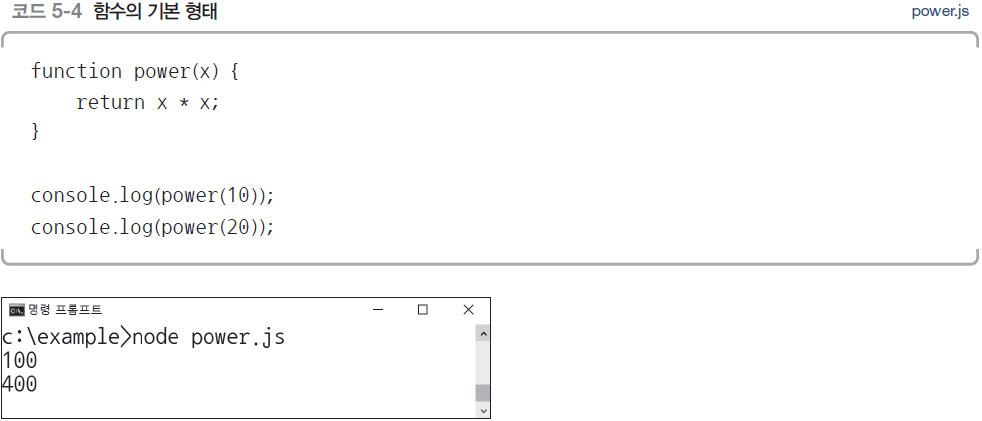 코드 5-4 함수의 기본 형태 power.js
function power(x) {
    return x * x;
}
console.log(power(10));
console.log(power(20));
명령 프롬프트
c:\example>node power.js
100
400